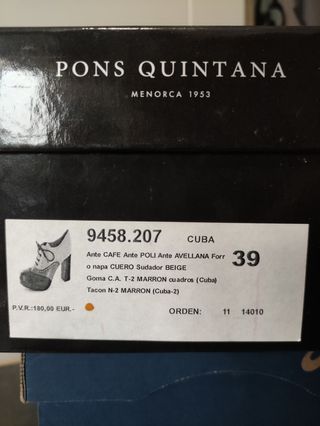 PONS QUINTANA
MENORCA 1953
9458.207 CUBA
Ante CAFE Ante POLI Ante AVELLANA Forr
o napa CUERO Sudador BEIGE
39
Goma C.A. T-2 MARRON cuadros (Cuba)
Tacon N-2 MARRON (Cuba-2)
P.V.R.:180,00 EUR.-
ORDEN: 11 14010